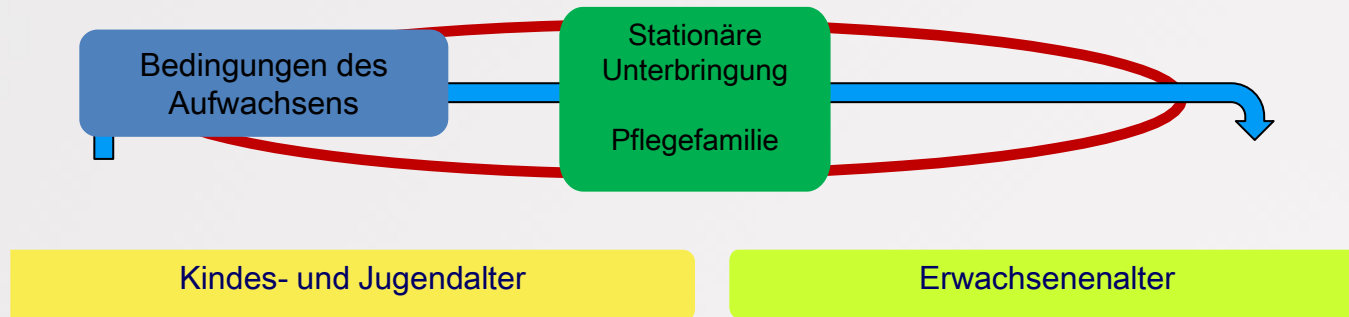 Bedingungen des
Aufwachsens
Stationäre
Unterbringung
Pflegefamilie
Kindes- und Jugendalter
Erwachsenenalter